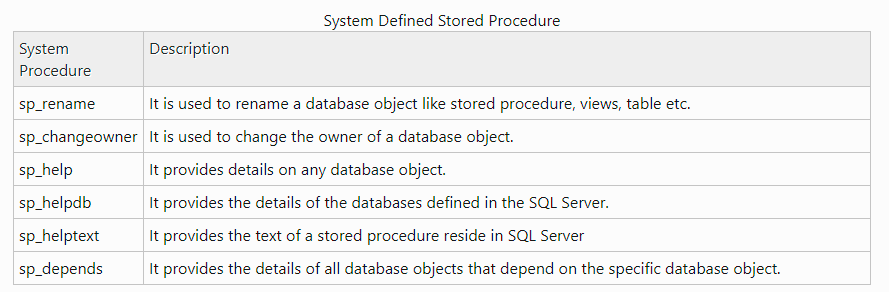 System Defined Stored Procedure
System Procedure Description
sp_rename It is used to rename a database object like stored procedure, views, table etc.
sp_changeowner It is used to change the owner of a database object.
sp_help It provides details on any database object.
sp_helpdb It provides the details of the databases defined in the SQL Server.
sp_helptext It provides the text of a stored procedure reside in SQL Server
sp_depends It provides the details of all database objects that depend on the specific database object.